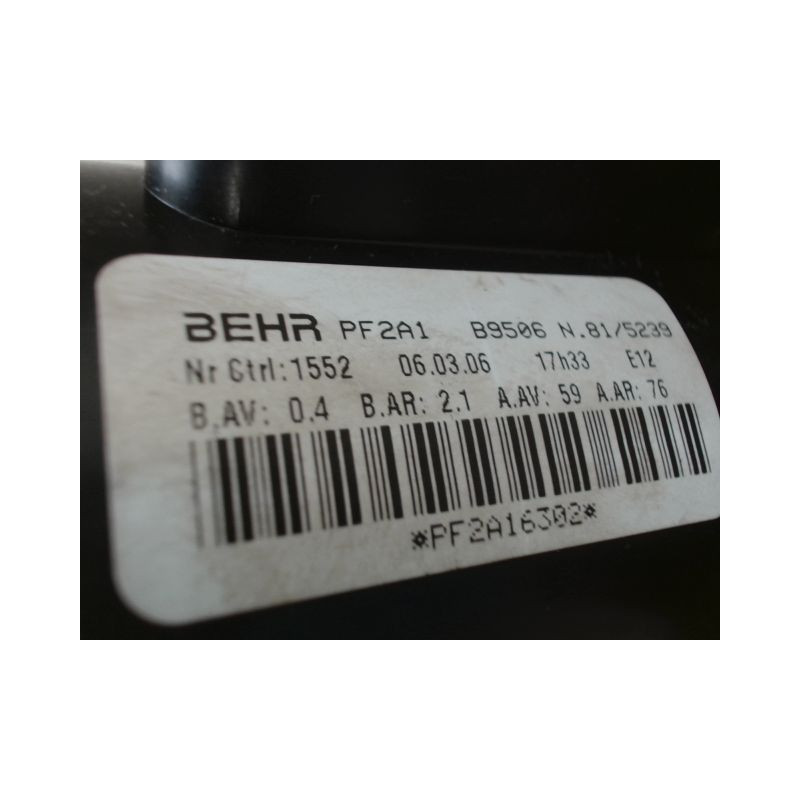 BEHR PF2A1 B9506 N.81/5239
Nr Ctrl:1552 06.03.06 17h33 E12
B.AV: 0.4 B.AR: 2.1 A.AV: 59 A.AR: 76
*PF2A16302*